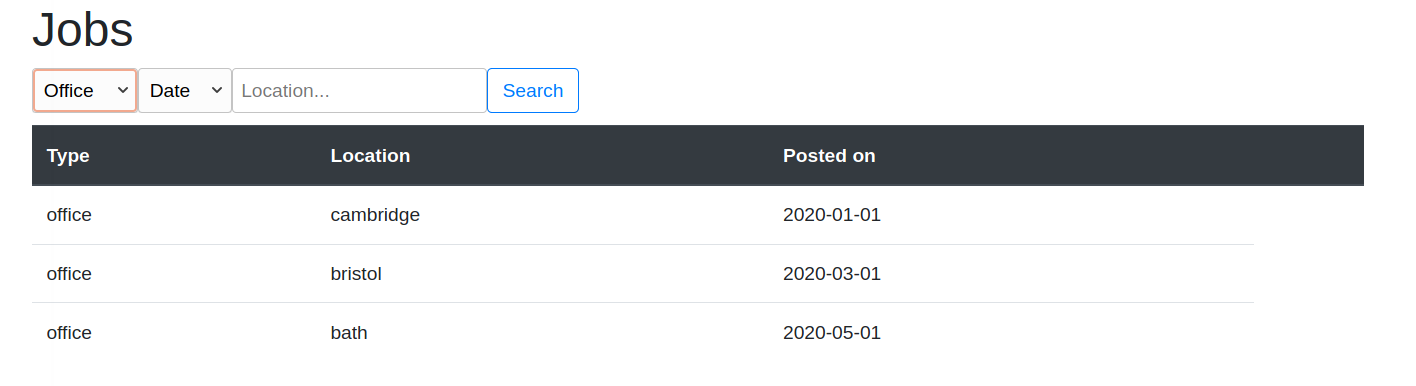 Jobs
Office Date Location... Search
Type Location Posted on
office cambridge 2020-01-01
office bristol 2020-03-01
office bath 2020-05-01